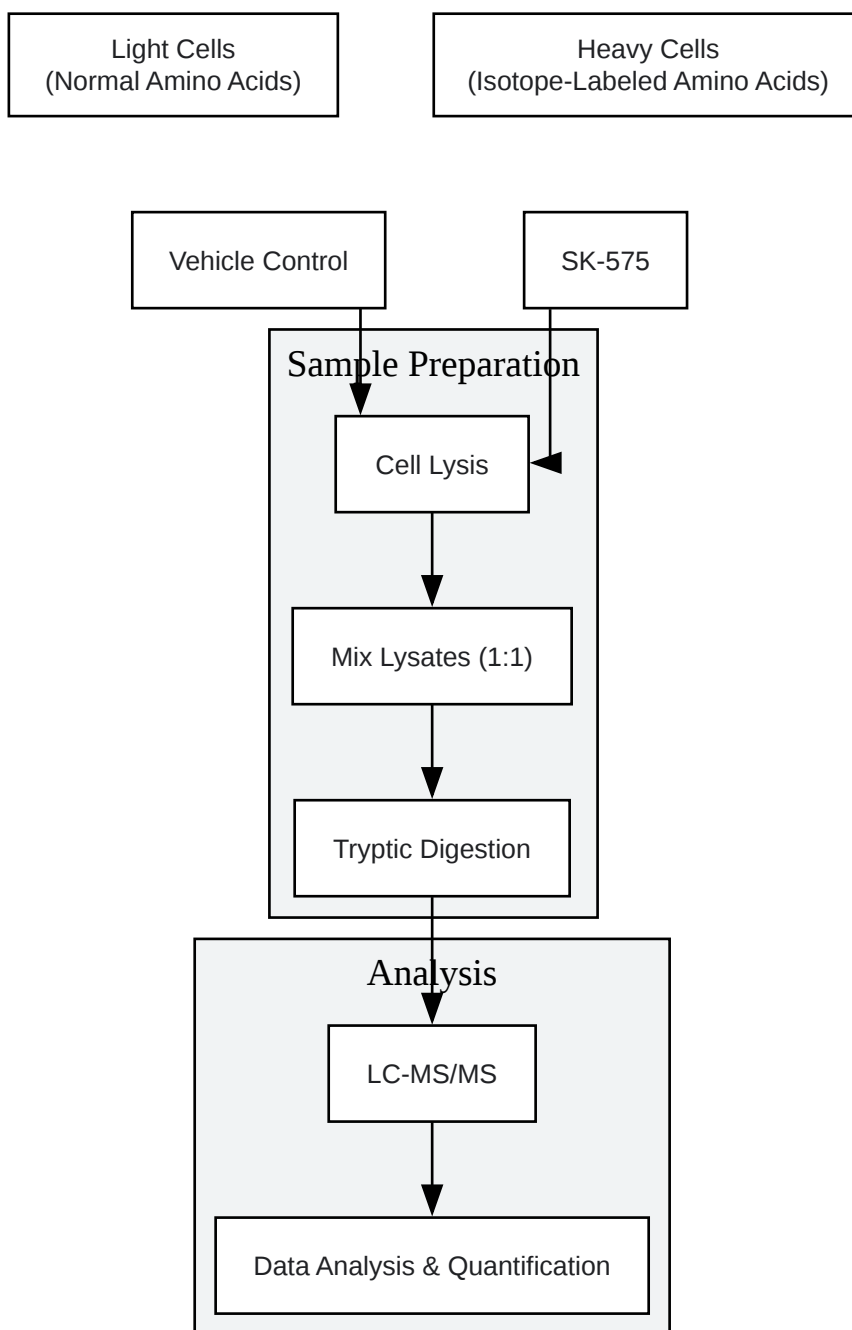 Light Cells
(Normal Amino Acids)
Heavy Cells
(Isotope-Labeled Amino Acids)
Vehicle Control
SK-575
Sample Preparation
Cell Lysis
Mix Lysates (1:1)
Tryptic Digestion
Analysis
LC-MS/MS
Data Analysis & Quantification